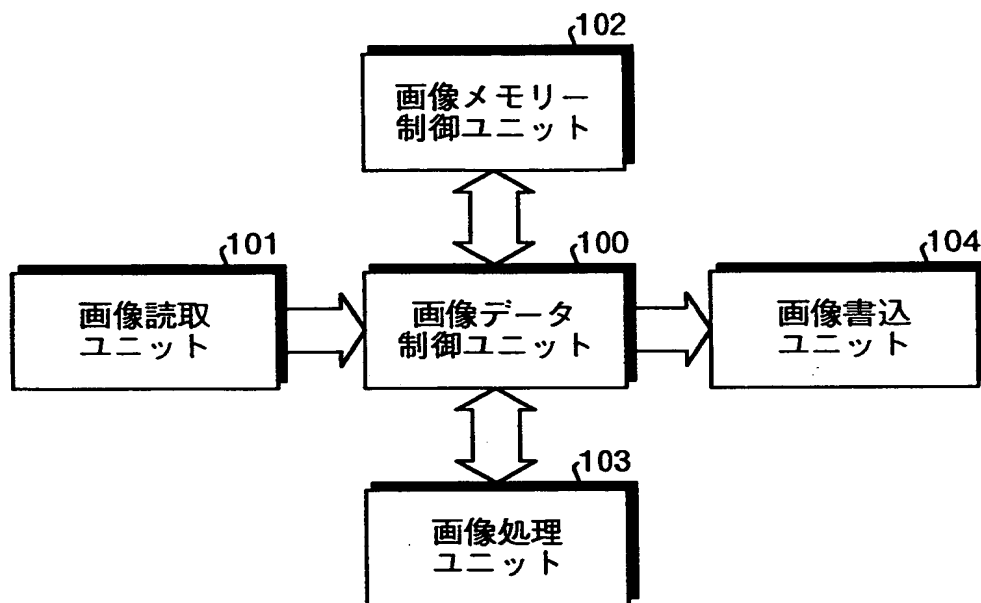 102
画像メモリー
制御ユニット
101
画像読取
ユニット
100
画像データ
制御ユニット
104
画像書込
ユニット
103
画像処理
ユニット